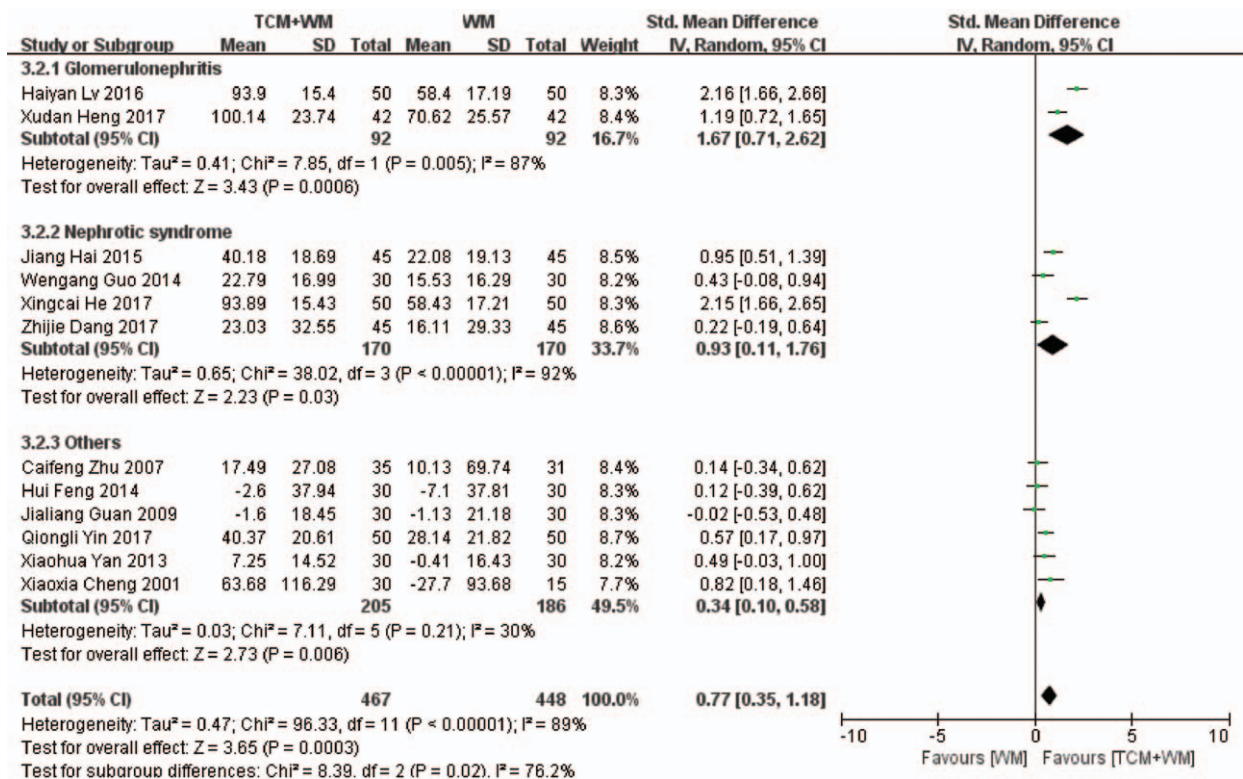 TCM+WM WM Std. Mean Difference Std. Mean Difference
Study or Subgroup Mean SD Total Mean SD Total Weight IV, Random, 95% CI IV, Random, 95% CI
3.2.1 Glomerulonephritis
Haiyan Lv 2016 93.9 15.4 50 58.4 17.19 50 8.3% 2.16 [1.66, 2.66]
Xudan Heng 2017 100.14 23.74 42 70.62 25.57 42 8.4% 1.19 [0.72, 1.65]
Subtotal (95% CI) 92 92 16.7% 1.67 [0.71, 2.62]
Heterogeneity: Tau² = 0.41; Chi² = 7.85, df = 1 (P = 0.005); I² = 87%
Test for overall effect: Z = 3.43 (P = 0.0006)
3.2.2 Nephrotic syndrome
Jiang Hai 2015 40.18 18.69 45 22.08 19.13 45 8.5% 0.95 [0.51, 1.39]
Wengang Guo 2014 22.79 16.99 30 15.53 16.29 30 8.2% 0.43 [-0.08, 0.94]
Xingcai He 2017 93.89 15.43 50 58.43 17.21 50 8.3% 2.15 [1.66, 2.65]
Zhijie Dang 2017 23.03 32.55 45 16.11 29.33 45 8.6% 0.22 [-0.19, 0.64]
Subtotal (95% CI) 170 170 33.7% 0.93 [0.11, 1.76]
Heterogeneity: Tau² = 0.65; Chi² = 38.02, df = 3 (P < 0.00001); I² = 92%
Test for overall effect: Z = 2.23 (P = 0.03)
3.2.3 Others
Caifeng Zhu 2007 17.49 27.08 35 10.13 69.74 31 8.4% 0.14 [-0.34, 0.62]
Hui Feng 2014 -2.6 37.94 30 -7.1 37.81 30 8.3% 0.12 [-0.39, 0.62]
Jialiang Guan 2009 -1.6 18.45 30 -1.13 21.18 30 8.3% -0.02 [-0.53, 0.48]
Qiongli Yin 2017 40.37 20.61 50 28.14 21.82 50 8.7% 0.57 [0.17, 0.97]
Xiaohua Yan 2013 7.25 14.52 30 -0.41 16.43 30 8.2% 0.49 [-0.03, 1.00]
Xiaoxia Cheng 2001 63.68 116.29 30 -27.7 93.68 15 7.7% 0.82 [0.18, 1.46]
Subtotal (95% CI) 205 186 49.5% 0.34 [0.10, 0.58]
Heterogeneity: Tau² = 0.03; Chi² = 7.11, df = 5 (P = 0.21); I² = 30%
Test for overall effect: Z = 2.73 (P = 0.006)
Total (95% CI) 467 448 100.0% 0.77 [0.35, 1.18]
Heterogeneity: Tau² = 0.47; Chi² = 96.33, df = 11 (P < 0.00001); I² = 89%
Test for overall effect: Z = 3.65 (P = 0.0003)
Test for subgroup differences: Chi² = 8.39, df = 2 (P = 0.02), I² = 76.2%
-10 -5 0 5 10
Favours [WM] Favours [TCM+WM]